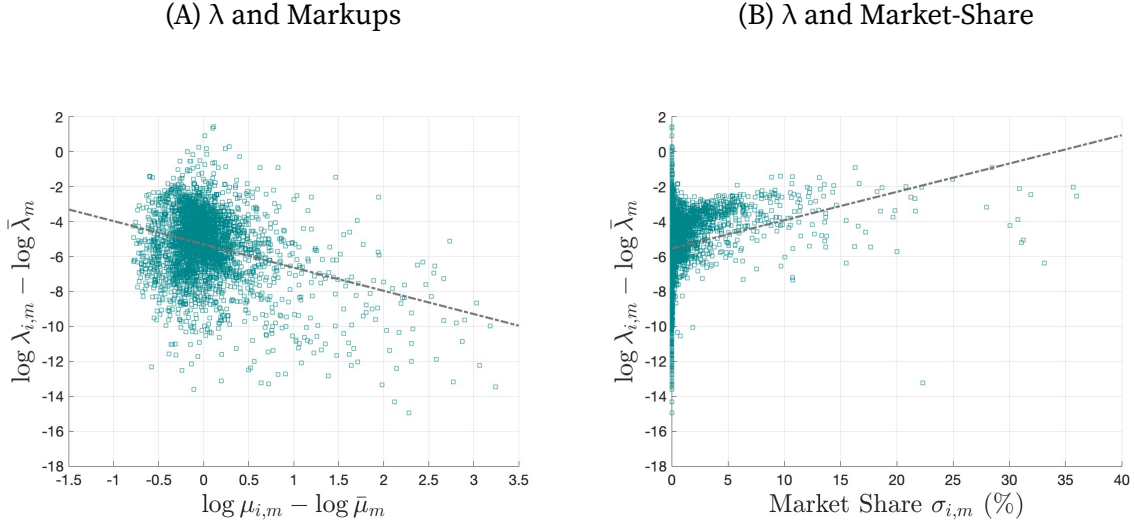 (A) λ and Markups
2
0
-2
-4
-6
-8
-10
-12
-14
-16
-18
-1.5 -1 -0.5 0 0.5 1 1.5 2 2.5 3 3.5
log λ_{i,m} − log λ̄_m
log μ_{i,m} − log μ̄_m
(B) λ and Market-Share
2
0
-2
-4
-6
-8
-10
-12
-14
-16
-18
0 5 10 15 20 25 30 35 40
log λ_{i,m} − log λ̄_m
Market Share σ_{i,m} (%)